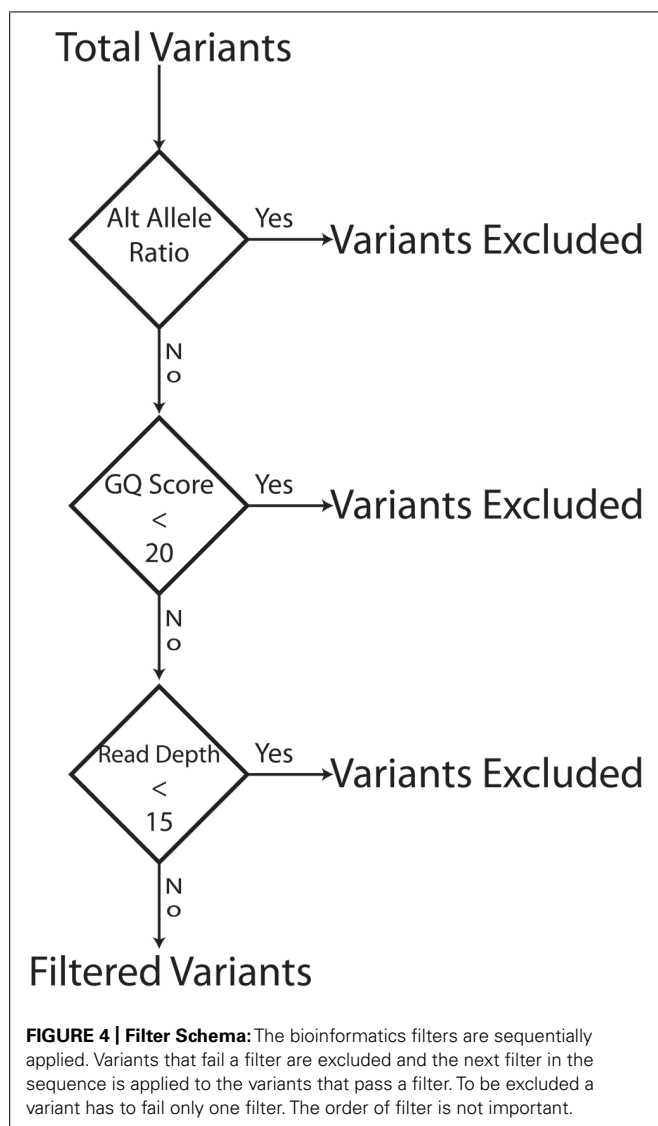 Total Variants
Alt Allele
Ratio
Yes
Variants Excluded
N
o
GQ Score
<
20
Yes
Variants Excluded
N
o
Read Depth
<
15
Yes
Variants Excluded
N
o
Filtered Variants
FIGURE 4 | Filter Schema: The bioinformatics filters are sequentially
applied. Variants that fail a filter are excluded and the next filter in the
sequence is applied to the variants that pass a filter. To be excluded a
variant has to fail only one filter. The order of filter is not important.